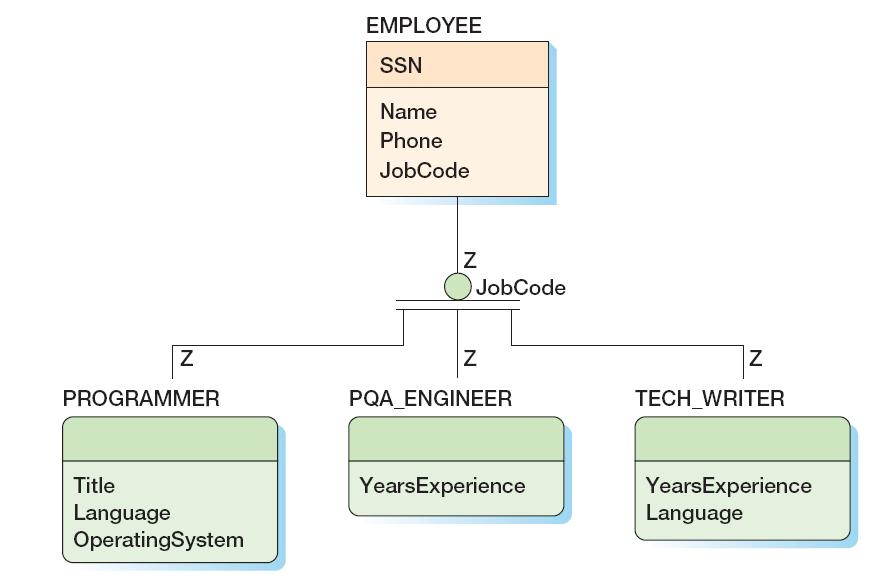 EMPLOYEE
SSN
Name
Phone
JobCode
Z
JobCode
Z
Z
Z
PROGRAMMER
PQA_ENGINEER
TECH_WRITER
Title
Language
OperatingSystem
YearsExperience
YearsExperience
Language